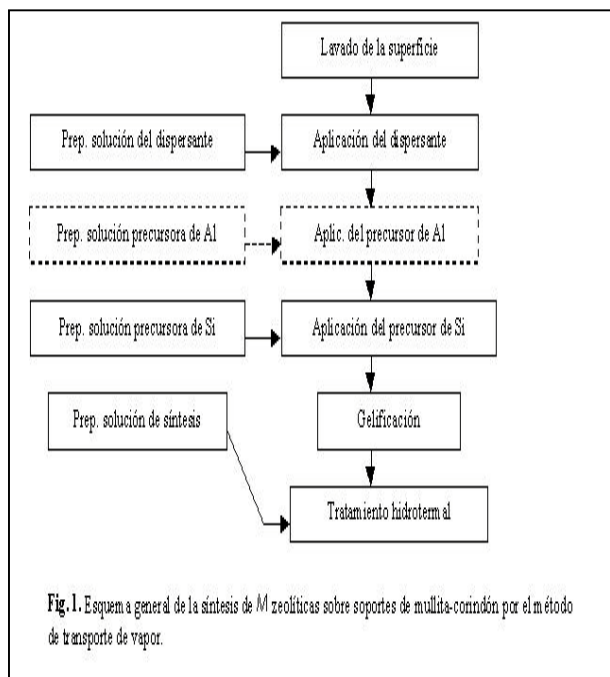 Lavado de la superficie
Prep. solución del dispersante
Aplicación del dispersante
Prep. solución precursora de Al
Aplic. del precursor de Al
Prep. solución precursora de Si
Aplicación del precursor de Si
Prep. solución de síntesis
Gelificación
Tratamiento hidrotermal
Fig.1. Esquema general de la síntesis de M zeolíticas sobre soportes de mullita-corindón por el método
de transporte de vapor.